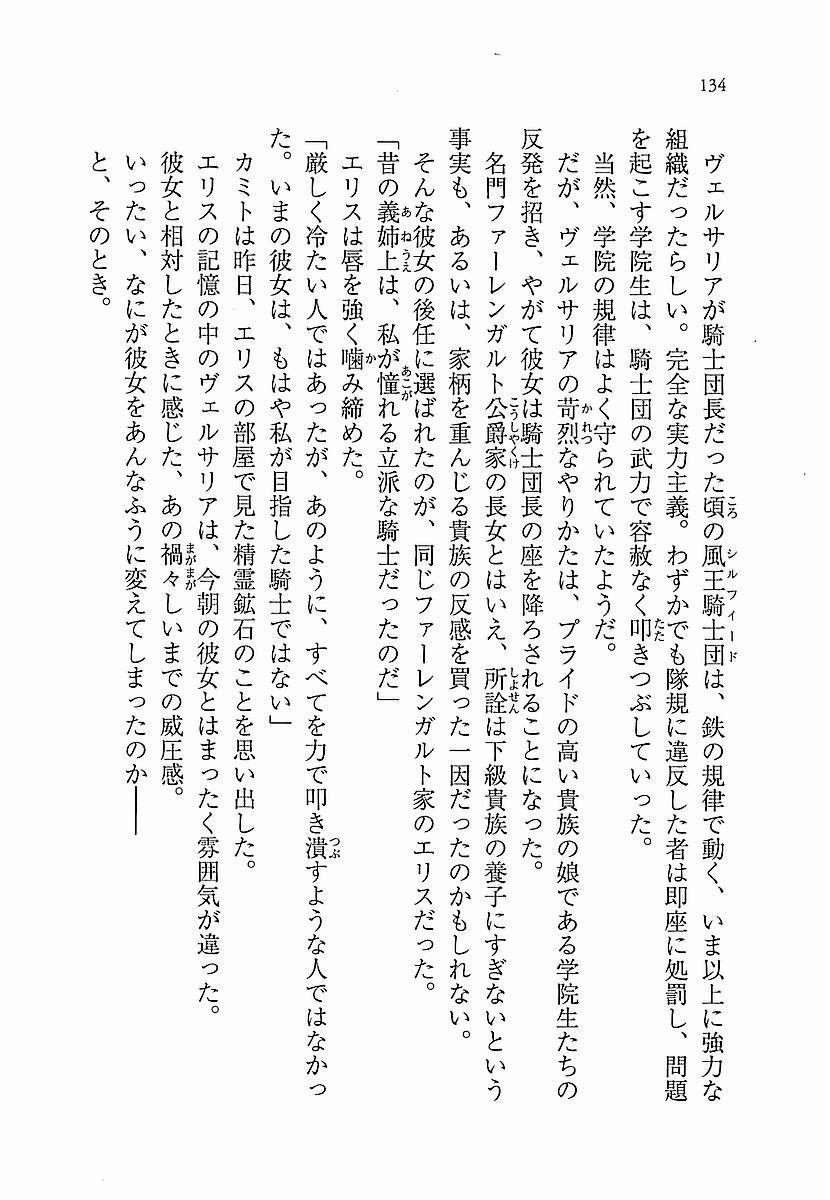 134
　ヴェルサリアが騎士団長だった頃の風王騎士団は、鉄の規律で動く、いま以上に強力な
組織だったらしい。完全な実力主義。わずかでも隊規に違反した者は即座に処罰し、問題
を起こす学院生は、騎士団の武力で容赦なく叩きつぶしていった。
　当然、学院の規律はよく守られていたようだ。
　だが、ヴェルサリアの苛烈なやりかたは、プライドの高い貴族の娘である学院生たちの
反発を招き、やがて彼女は騎士団長の座を降ろされることになった。
　名門ファーレンガルト公爵家の長女とはいえ、所詮は下級貴族の養子にすぎないという
事実も、あるいは、家柄を重んじる貴族の反感を買った一因だったのかもしれない。
　そんな彼女の後任に選ばれたのが、同じファーレンガルト家のエリスだった。
「昔の義姉上は、私が憧れる立派な騎士だったのだ」
　エリスは唇を強く噛み締めた。
「厳しく冷たい人ではあったが、あのように、すべてを力で叩き潰すような人ではなかっ
た。いまの彼女は、もはや私が目指した騎士ではない」
　カミトは昨日、エリスの部屋で見た精霊鉱石のことを思い出した。
　エリスの記憶の中のヴェルサリアは、今朝の彼女とはまったく雰囲気が違った。
　彼女と相対したときに感じた、あの禍々しいまでの威圧感。
　いったい、なにが彼女をあんなふうに変えてしまったのか――
　と、そのとき。